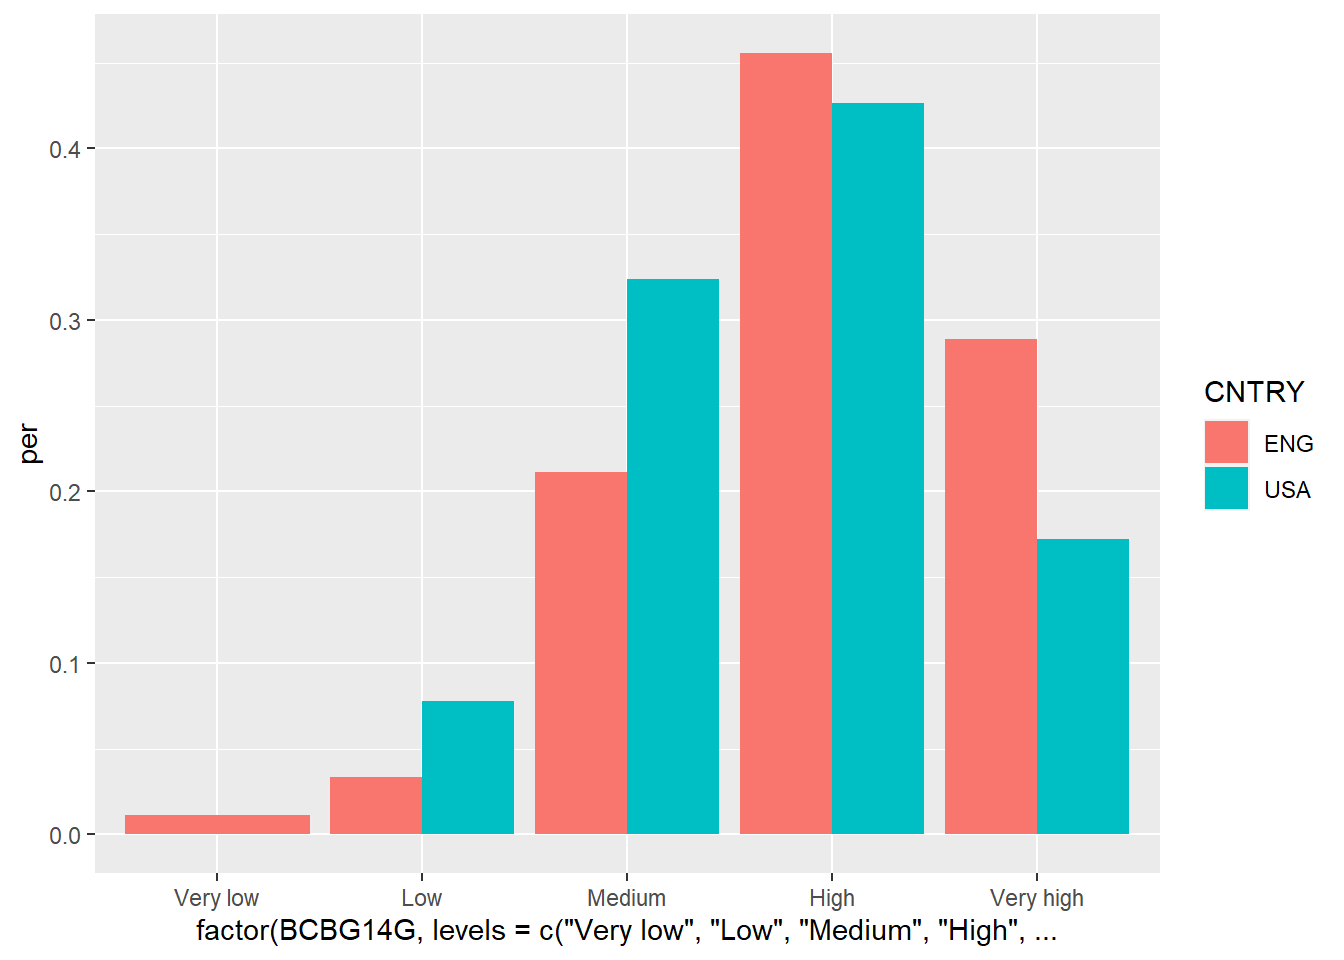 0.4
0.3
0.2
0.1
0.0
per
Very low Low Medium High Very high
factor(BCBG14G, levels = c("Very low", "Low", "Medium", "High", ...
CNTRY
ENG
USA